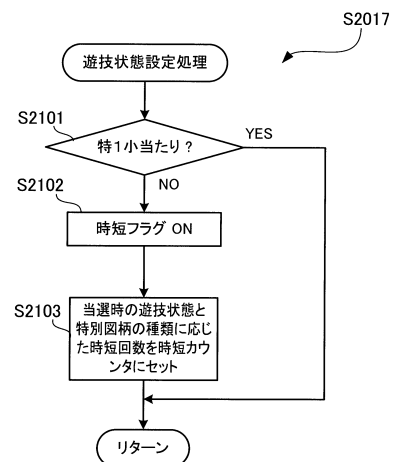 S2017
遊技状態設定処理
S2101
特1小当たり?
YES
NO
S2102
時短フラグ ON
S2103
当選時の遊技状態と
特別図柄の種類に応じ
た時短回数を時短カウ
ンタにセット
リターン